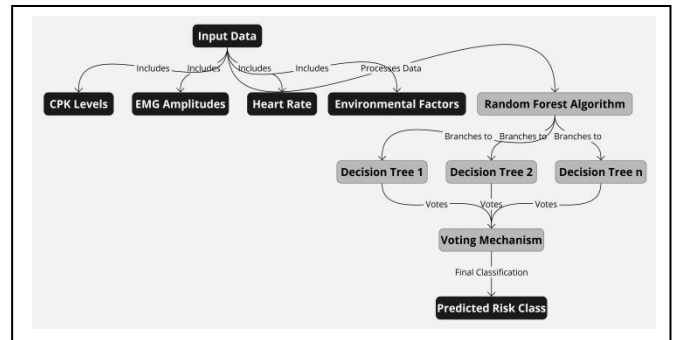 Input Data
Includes Includes Includes Includes Processes Data
CPK Levels EMG Amplitudes Heart Rate Environmental Factors Random Forest Algorithm
Branches to Branches to Branches to
Decision Tree 1 Decision Tree 2 Decision Tree n
Votes Votes Votes
Voting Mechanism
Final Classification
Predicted Risk Class